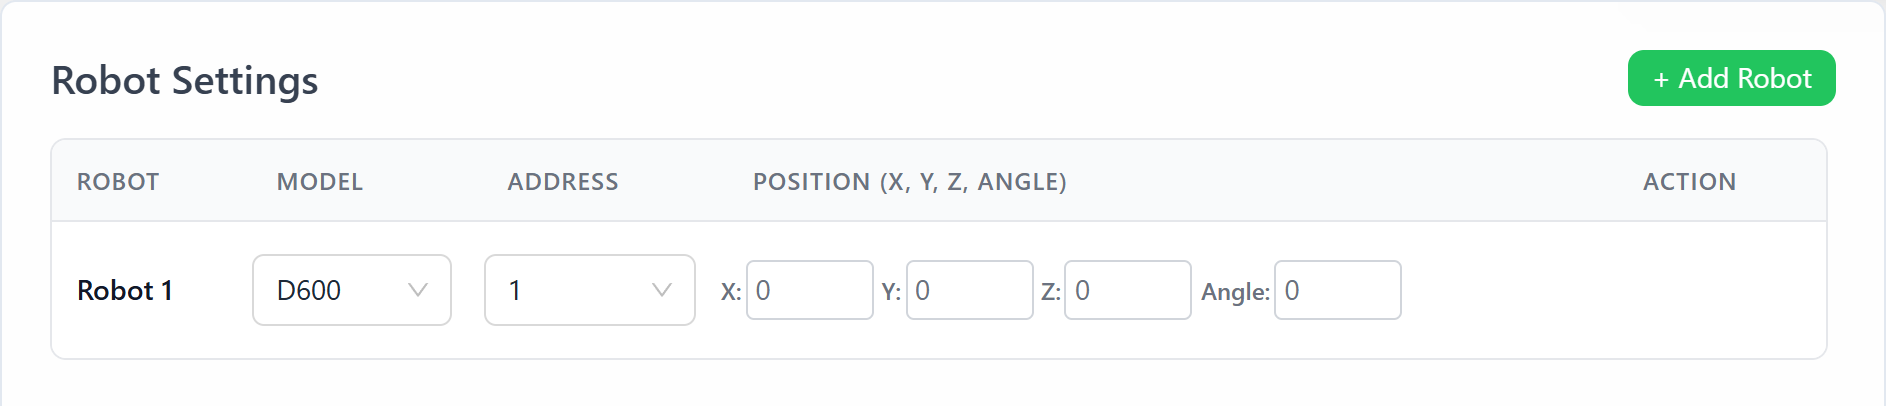 Robot Settings
+ Add Robot
ROBOT MODEL ADDRESS POSITION (X, Y, Z, ANGLE) ACTION
Robot 1 D600 1 X: 0 Y: 0 Z: 0 Angle: 0